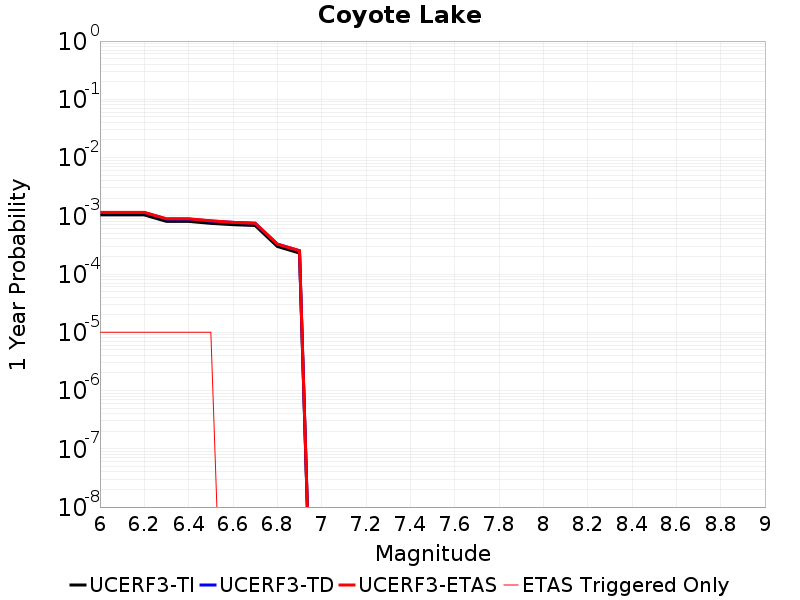 Coyote Lake
1 Year Probability
10^0
10^-1
10^-2
10^-3
10^-4
10^-5
10^-6
10^-7
10^-8
6 6.2 6.4 6.6 6.8 7 7.2 7.4 7.6 7.8 8 8.2 8.4 8.6 8.8 9
Magnitude
UCERF3-TI UCERF3-TD UCERF3-ETAS ETAS Triggered Only